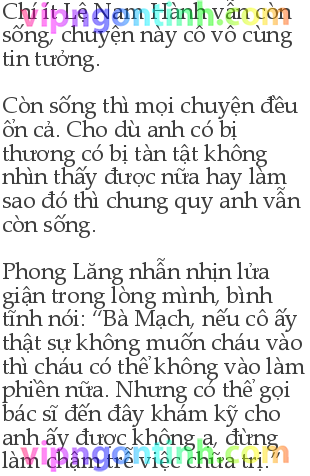 Chí ít Lê Nam Hành vẫn còn
sống, chuyện này cô vô cùng
tin tưởng.
Còn sống thì mọi chuyện đều
ổn cả. Cho dù anh có bị
thương có bị tàn tật không
nhìn thấy được nữa hay làm
sao đó thì chung quy anh vẫn
còn sống.
Phong Lăng nhẫn nhịn lửa
giận trong lòng mình, bình
tĩnh nói: “Bà Mạch, nếu cô ấy
thật sự không muốn cháu vào
thì cháu có thể không vào làm
phiền nữa. Nhưng có thể gọi
bác sĩ đến đây khám kỹ cho
anh ấy được không ạ, đừng
làm chậm trễ việc chữa trị.”
vipngontinh.com
vipngontinh.com